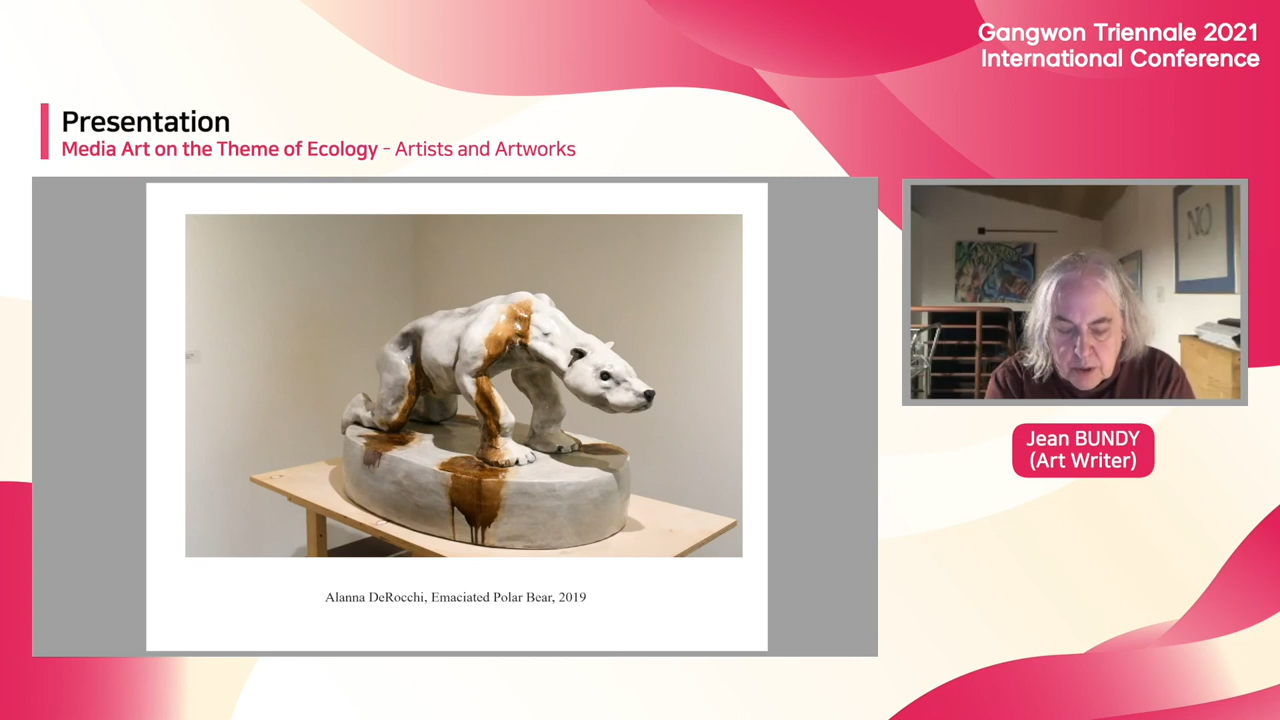 Gangwon Triennale 2021
International Conference
Presentation
Media Art on the Theme of Ecology - Artists and Artworks
NO
Jean BUNDY
(Art Writer)
Alanna DeRocchi, Emaciated Polar Bear, 2019